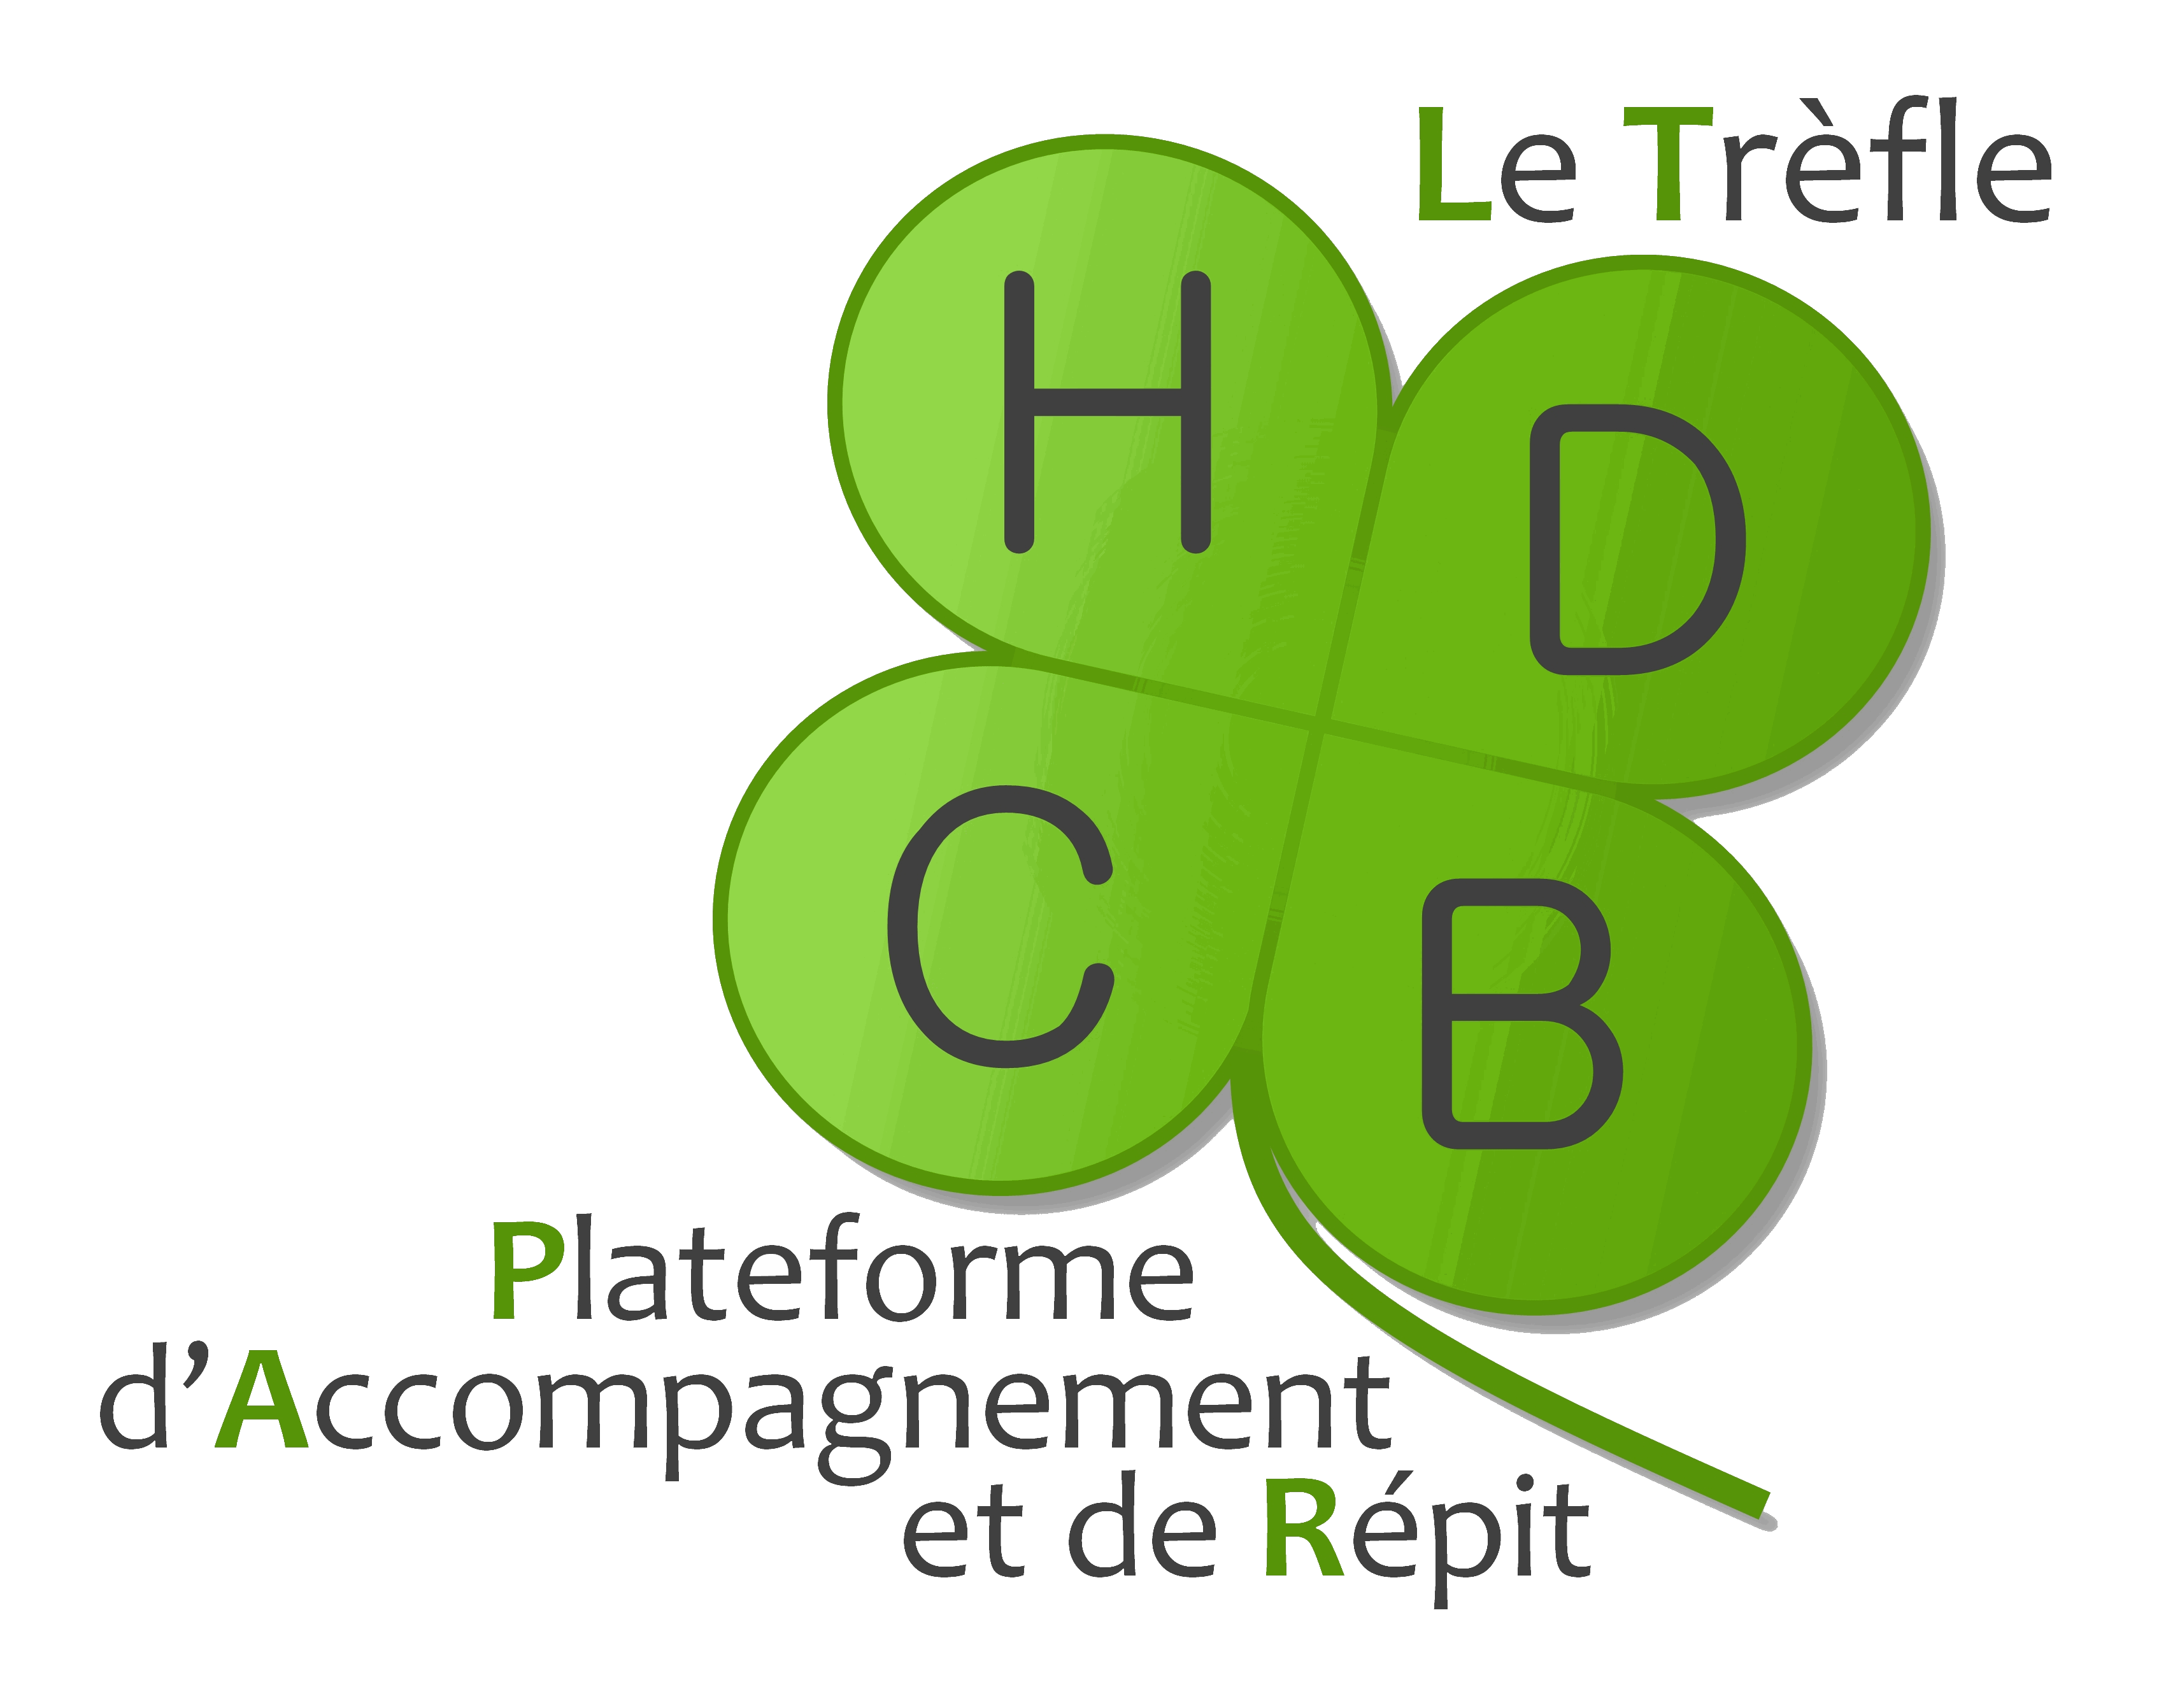 Le Trèfle
H
D
C
B
Plateforme
d’Accompagnement
et de Répit